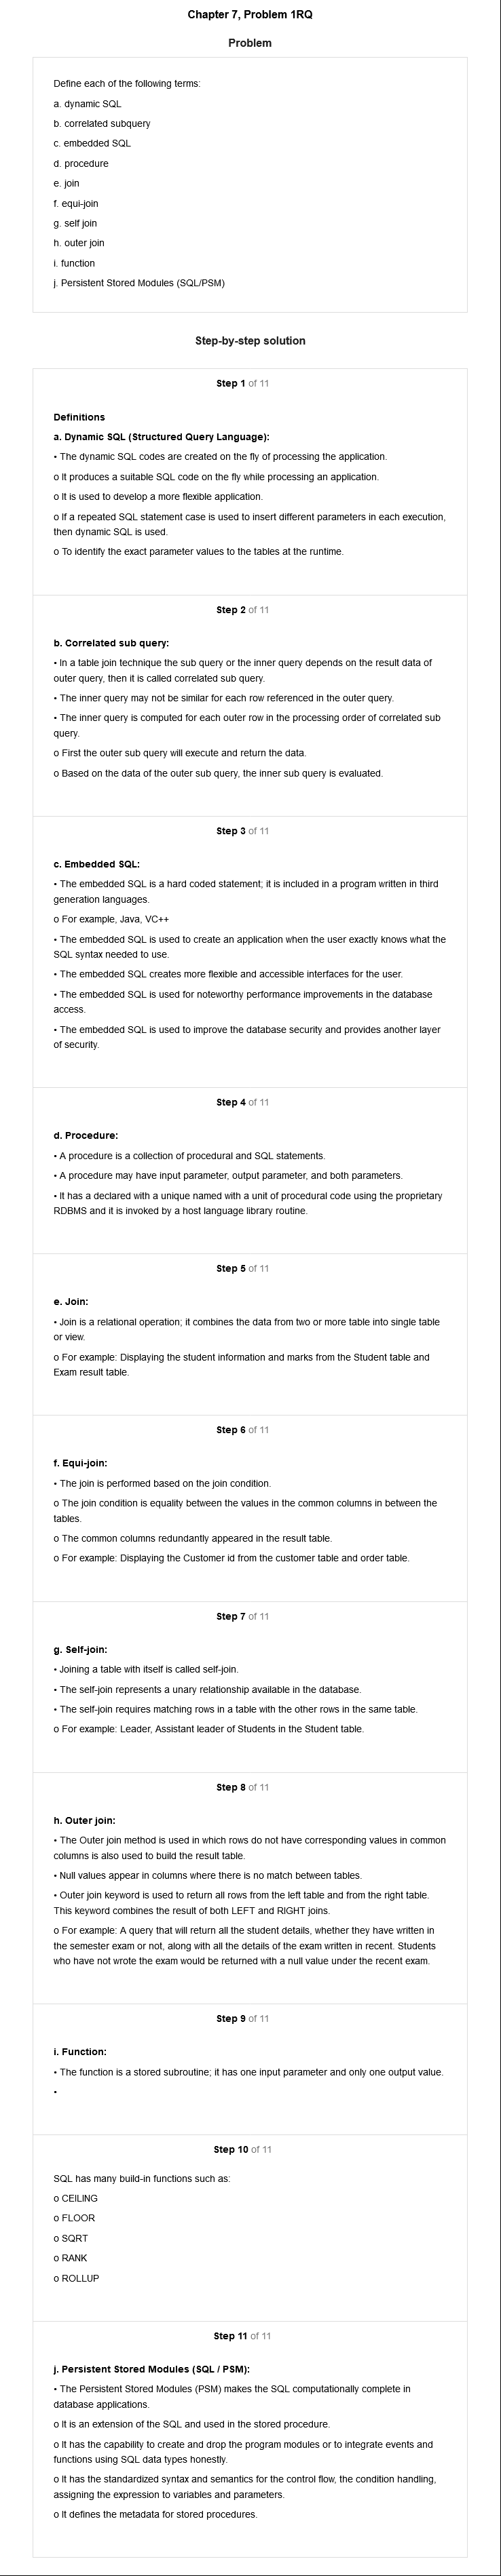 Chapter 7, Problem 1RQ
Problem
Define each of the following terms:
a. dynamic SQL
b. correlated subquery
c. embedded SQL
d. procedure
e. join
f. equi-join
g. self join
h. outer join
i. function
j. Persistent Stored Modules (SQL/PSM)
Step-by-step solution
Step 1 of 11
Definitions
a. Dynamic SQL (Structured Query Language):
• The dynamic SQL codes are created on the fly of processing the application.
o It produces a suitable SQL code on the fly while processing an application.
o It is used to develop a more flexible application.
o If a repeated SQL statement case is used to insert different parameters in each execution,
then dynamic SQL is used.
o To identify the exact parameter values to the tables at the runtime.
Step 2 of 11
b. Correlated sub query:
• In a table join technique the sub query or the inner query depends on the result data of
outer query, then it is called correlated sub query.
• The inner query may not be similar for each row referenced in the outer query.
• The inner query is computed for each outer row in the processing order of correlated sub
query.
o First the outer sub query will execute and return the data.
o Based on the data of the outer sub query, the inner sub query is evaluated.
Step 3 of 11
c. Embedded SQL:
• The embedded SQL is a hard coded statement; it is included in a program written in third
generation languages.
o For example, Java, VC++
• The embedded SQL is used to create an application when the user exactly knows what the
SQL syntax needed to use.
• The embedded SQL creates more flexible and accessible interfaces for the user.
• The embedded SQL is used for noteworthy performance improvements in the database
access.
• The embedded SQL is used to improve the database security and provides another layer
of security.
Step 4 of 11
d. Procedure:
• A procedure is a collection of procedural and SQL statements.
• A procedure may have input parameter, output parameter, and both parameters.
• It has a declared with a unique named with a unit of procedural code using the proprietary
RDBMS and it is invoked by a host language library routine.
Step 5 of 11
e. Join:
• Join is a relational operation; it combines the data from two or more table into single table
or view.
o For example: Displaying the student information and marks from the Student table and
Exam result table.
Step 6 of 11
f. Equi-join:
• The join is performed based on the join condition.
o The join condition is equality between the values in the common columns in between the
tables.
o The common columns redundantly appeared in the result table.
o For example: Displaying the Customer id from the customer table and order table.
Step 7 of 11
g. Self-join:
• Joining a table with itself is called self-join.
• The self-join represents a unary relationship available in the database.
• The self-join requires matching rows in a table with the other rows in the same table.
o For example: Leader, Assistant leader of Students in the Student table.
Step 8 of 11
h. Outer join:
• The Outer join method is used in which rows do not have corresponding values in common
columns is also used to build the result table.
• Null values appear in columns where there is no match between tables.
• Outer join keyword is used to return all rows from the left table and from the right table.
This keyword combines the result of both LEFT and RIGHT joins.
o For example: A query that will return all the student details, whether they have written in
the semester exam or not, along with all the details of the exam written in recent. Students
who have not wrote the exam would be returned with a null value under the recent exam.
Step 9 of 11
i. Function:
• The function is a stored subroutine; it has one input parameter and only one output value.
•
Step 10 of 11
SQL has many build-in functions such as:
o CEILING
o FLOOR
o SQRT
o RANK
o ROLLUP
Step 11 of 11
j. Persistent Stored Modules (SQL / PSM):
• The Persistent Stored Modules (PSM) makes the SQL computationally complete in
database applications.
o It is an extension of the SQL and used in the stored procedure.
o It has the capability to create and drop the program modules or to integrate events and
functions using SQL data types honestly.
o It has the standardized syntax and semantics for the control flow, the condition handling,
assigning the expression to variables and parameters.
o It defines the metadata for stored procedures.